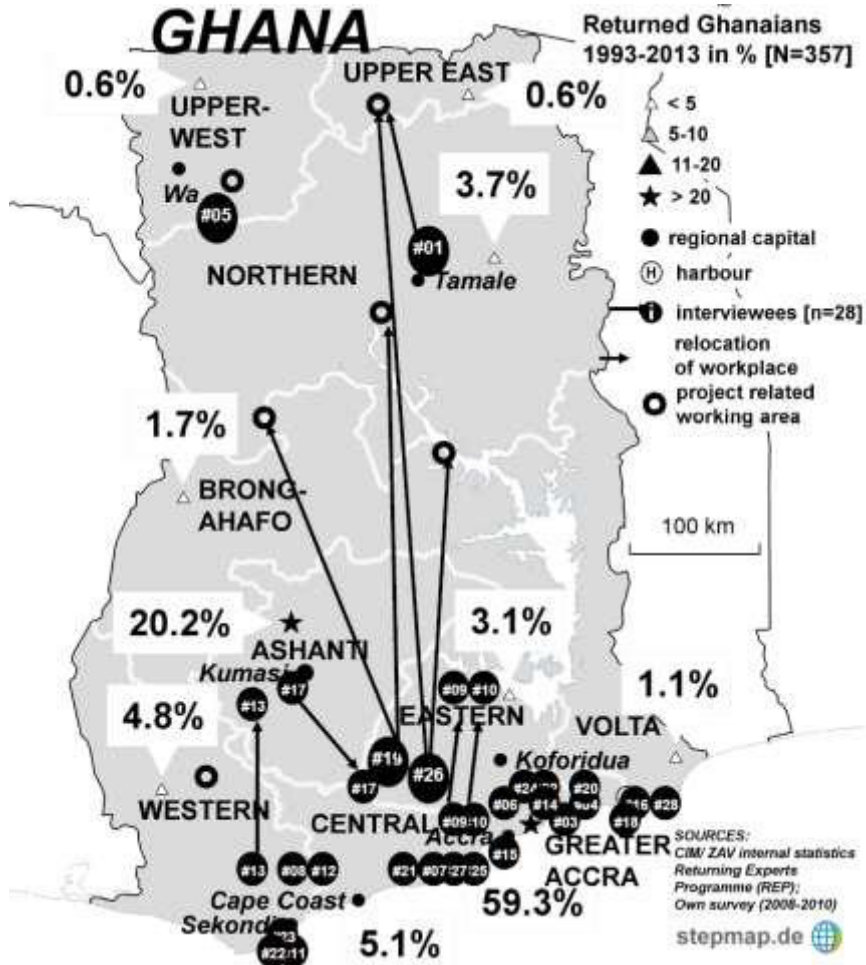 GHANA
Returned Ghanaians
1993-2013 in % [N=357]
< 5
5-10
11-20
> 20
regional capital
H
harbour
i
interviewees [n=28]
relocation
of workplace
project related
working area
100 km
0.6%
UPPER-
WEST
UPPER EAST
0.6%
Wa
#05
3.7%
#01
NORTHERN
Tamale
1.7%
BRONG-
AHAFO
20.2%
ASHANTI
Kumasi
#17
#13
3.1%
#09
#10
EASTERN
1.1%
VOLTA
4.8%
WESTERN
#19
#17
#26
Koforidua
#20
#06
#14
#16
#28
#03
#18
CENTRAL
#09
Accra
#15
GREATER
ACCRA
#13
#08
#12
#21
#07
Cape Coast
59.3%
5.1%
#22
SOURCES:
CIM/ ZAV internal statistics
Returning Experts
Programme (REP);
Own survey (2008-2010)
stepmap.de